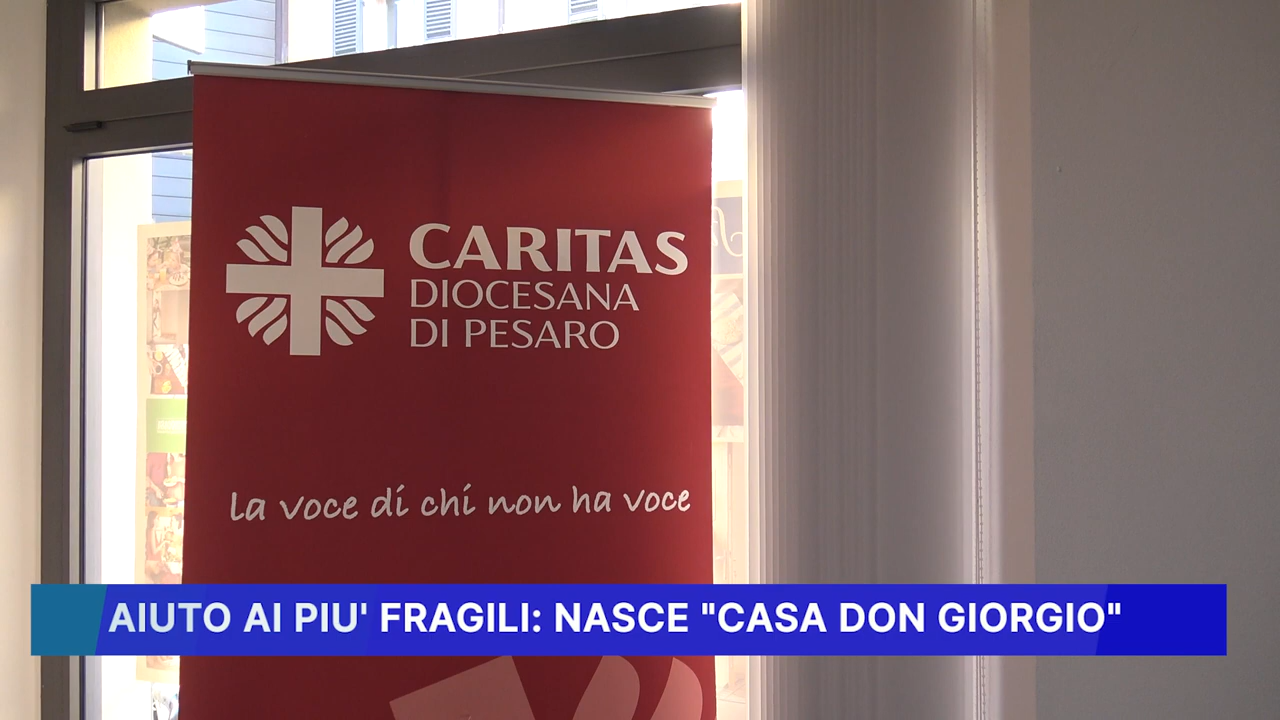 CARITAS
DIOCESANA
DI PESARO
la voce di chi non ha voce
AIUTO AI PIU' FRAGILI: NASCE "CASA DON GIORGIO"